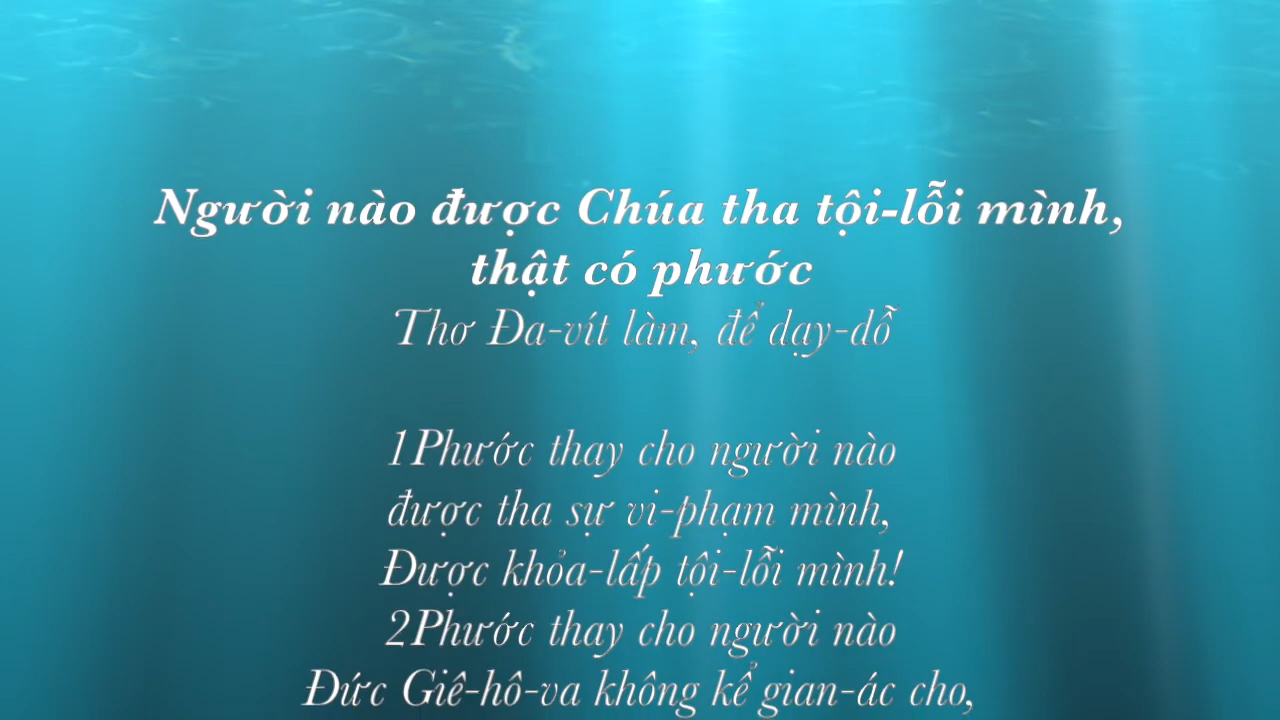 Người nào được Chúa tha tội-lỗi mình,
thật có phước
Thơ Đa-vít làm, để dạy-dỗ
1Phước thay cho người nào
được tha sự vi-phạm mình,
Được khỏa-lấp tội-lỗi mình!
2Phước thay cho người nào
Đức Giê-hô-va không kể gian-ác cho,